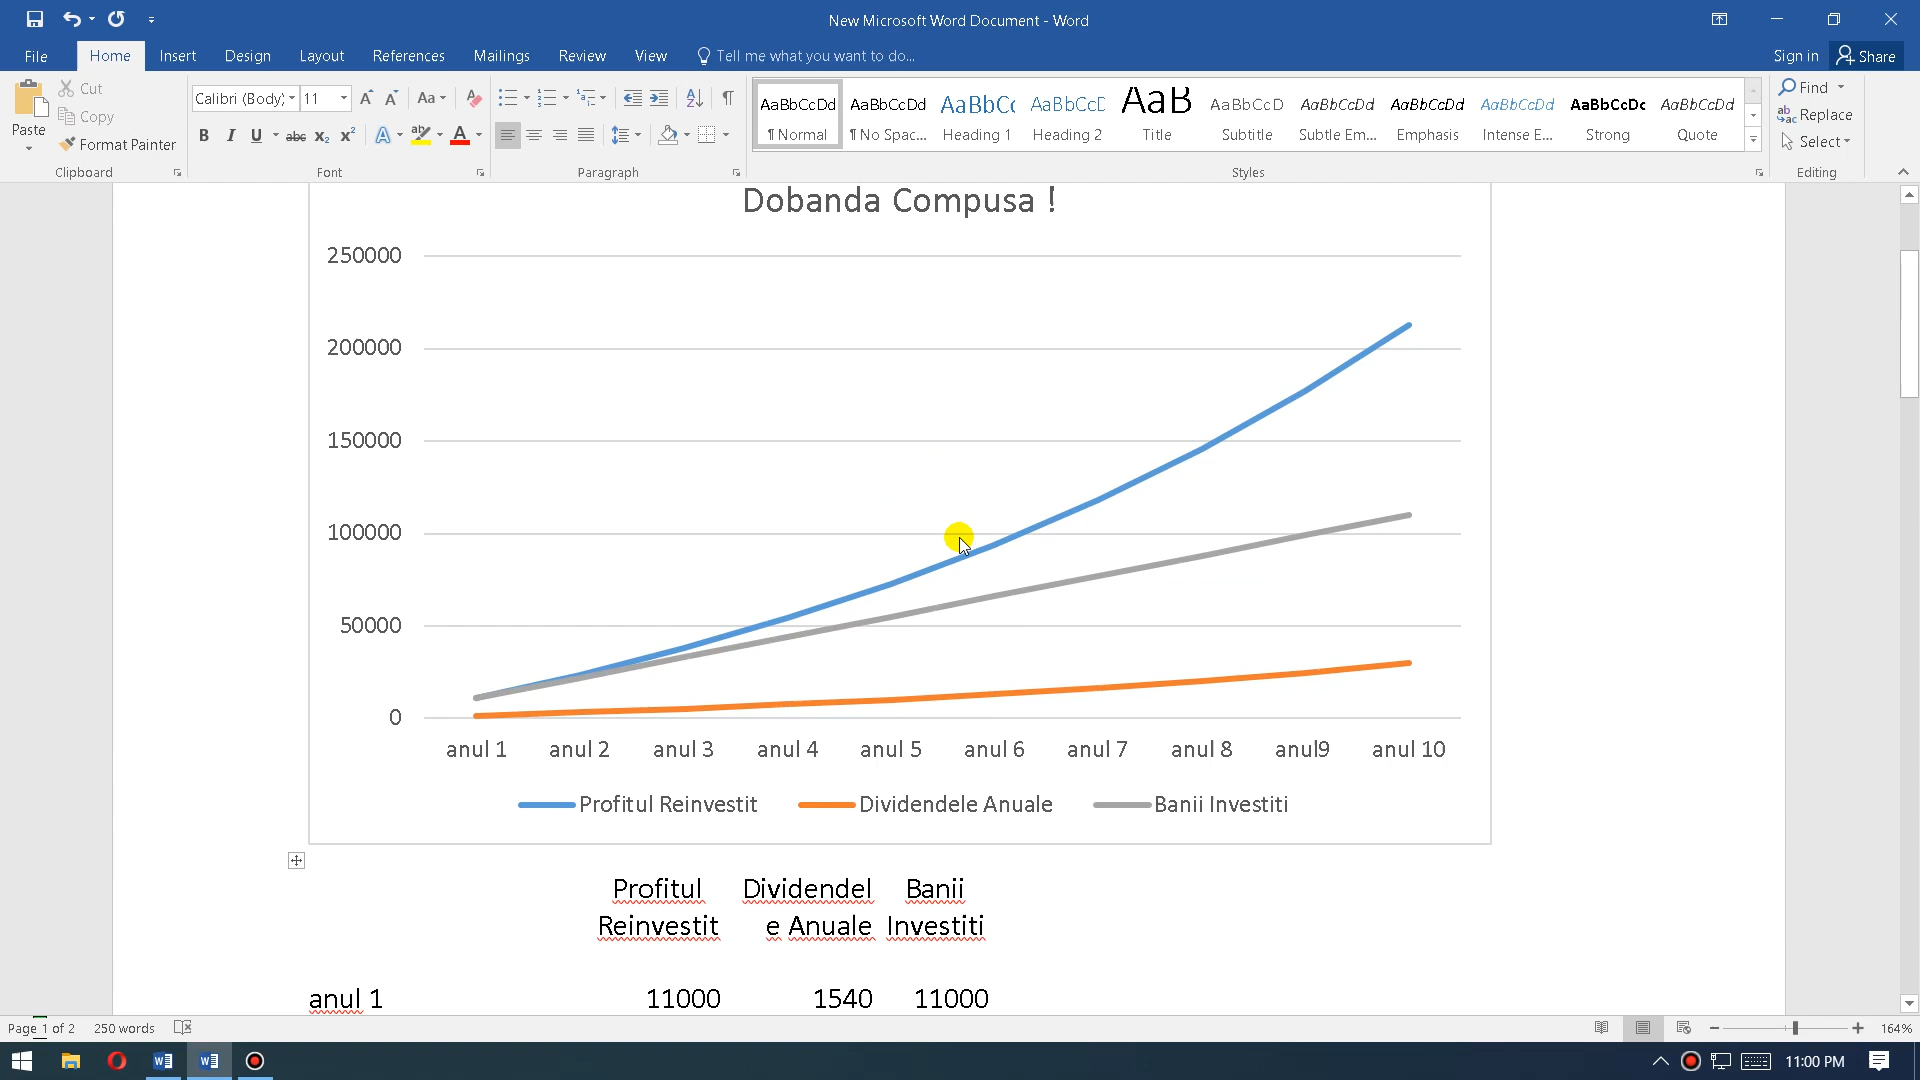 New Microsoft Word Document - Word
File Home Insert Design Layout References Mailings Review View Tell me what you want to do... Sign in Share
Paste Cut Copy Format Painter
Calibri (Body) 11
AaBbCcDd AaBbCcDd AaBbCc AaBbCcC AaB AaBbCcD AaBbCcDd AaBbCcDd AaBbCcDd AaBbCcDc AaBbCcDd
¶ Normal ¶ No Spac... Heading 1 Heading 2 Title Subtitle Subtle Em... Emphasis Intense E... Strong Quote
Find
Replace
Select
Clipboard Font Paragraph Styles Editing
Dobanda Compusa !
250000
200000
150000
100000
50000
0
anul 1 anul 2 anul 3 anul 4 anul 5 anul 6 anul 7 anul 8 anul9 anul 10
Profitul Reinvestit Dividendele Anuale Banii Investiti
Profitul Dividendel Banii
Reinvestit e Anuale Investiti
anul 1 11000 1540 11000
Page 1 of 2 250 words 164%
11:00 PM